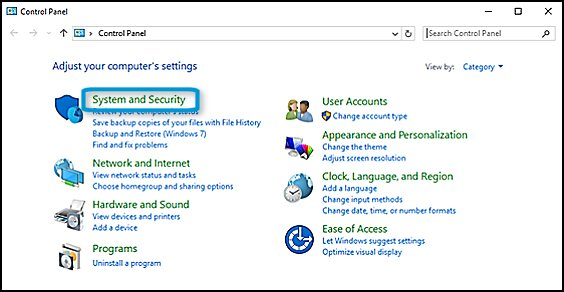 Control Panel
Control Panel
Search Control Panel
Adjust your computer's settings
View by: Category
System and Security
Review your computer's status
Save backup copies of your files with File History
Backup and Restore (Windows 7)
Find and fix problems
Network and Internet
View network status and tasks
Choose homegroup and sharing options
Hardware and Sound
View devices and printers
Add a device
Programs
Uninstall a program
User Accounts
Change account type
Appearance and Personalization
Change the theme
Adjust screen resolution
Clock, Language, and Region
Add a language
Change input methods
Change date, time, or number formats
Ease of Access
Let Windows suggest settings
Optimize visual display